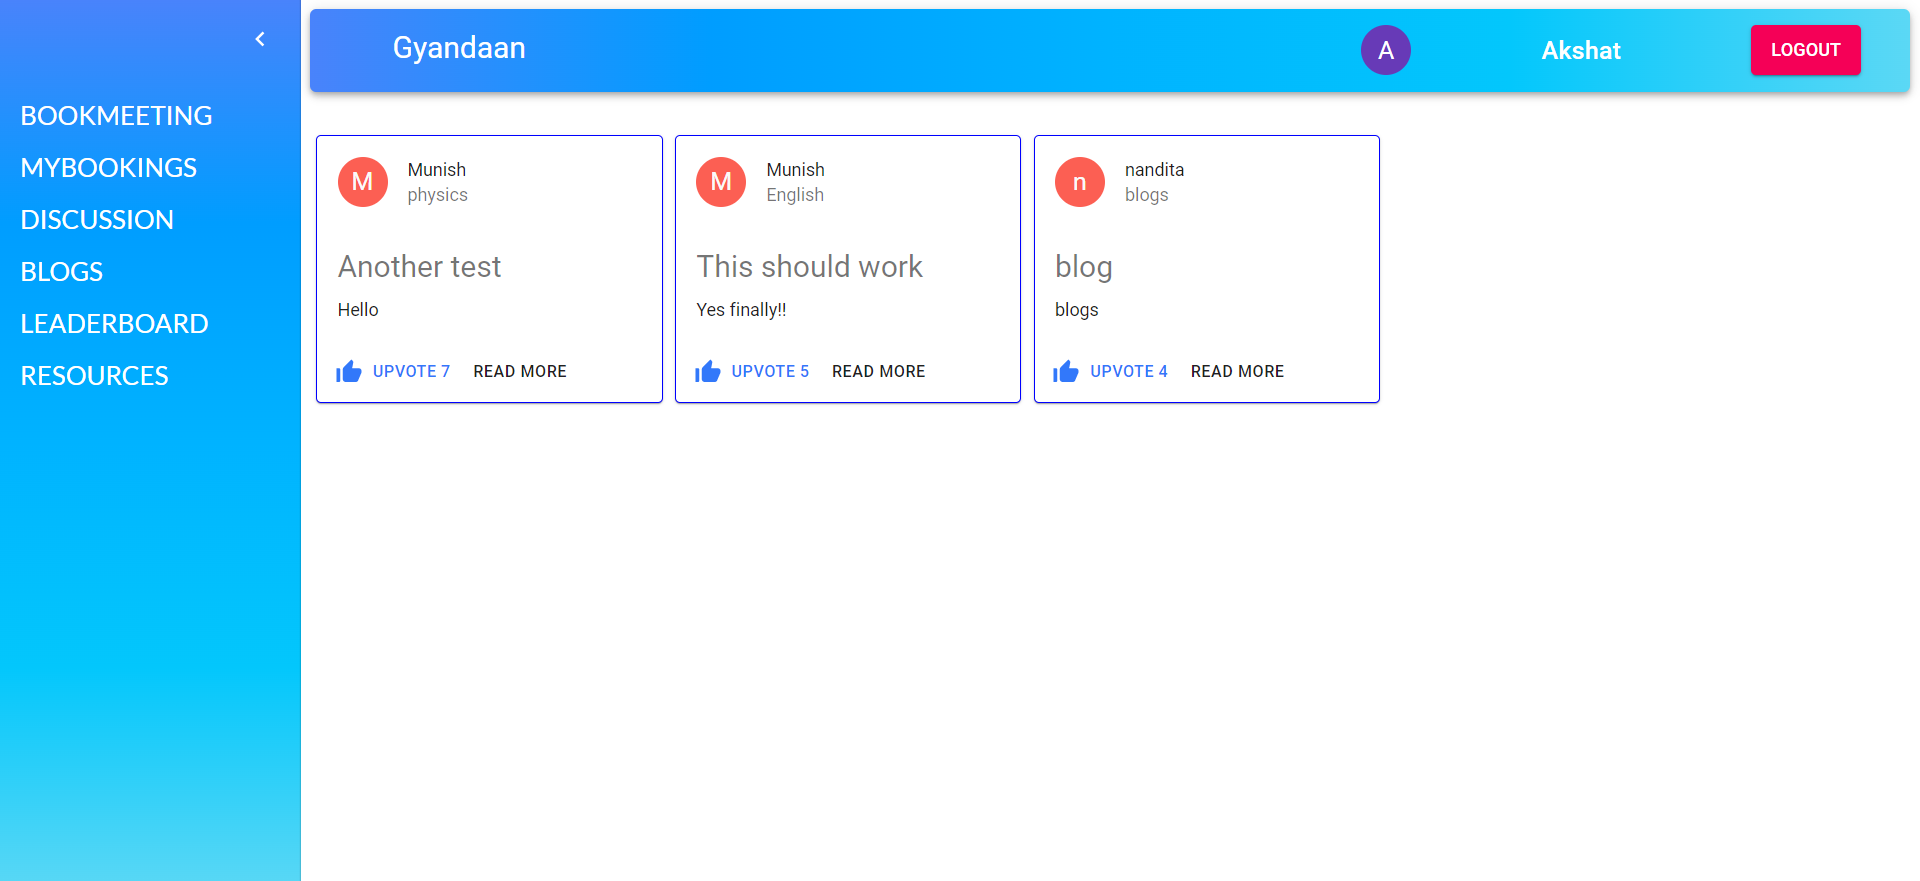 BOOKMEETING
MYBOOKINGS
DISCUSSION
BLOGS
LEADERBOARD
RESOURCES
Gyandaan
A
Akshat
LOGOUT
M
Munish
physics
Another test
Hello
UPVOTE 7 READ MORE
M
Munish
English
This should work
Yes finally!!
UPVOTE 5 READ MORE
n
nandita
blogs
blog
blogs
UPVOTE 4 READ MORE